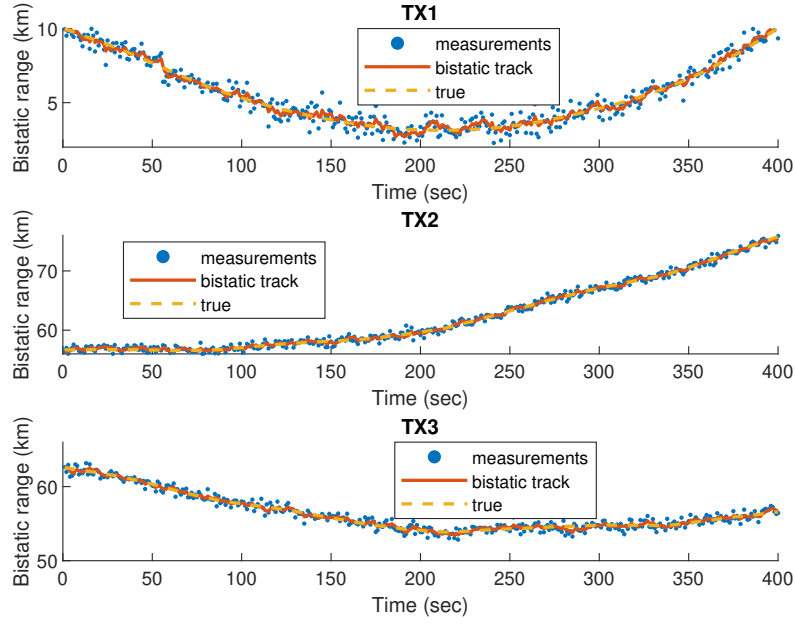 TX1
10
5
Bistatic range (km)
measurements
bistatic track
true
0 50 100 150 200 250 300 350 400
Time (sec)
TX2
70
60
Bistatic range (km)
measurements
bistatic track
true
0 50 100 150 200 250 300 350 400
Time (sec)
TX3
60
50
Bistatic range (km)
measurements
bistatic track
true
0 50 100 150 200 250 300 350 400
Time (sec)